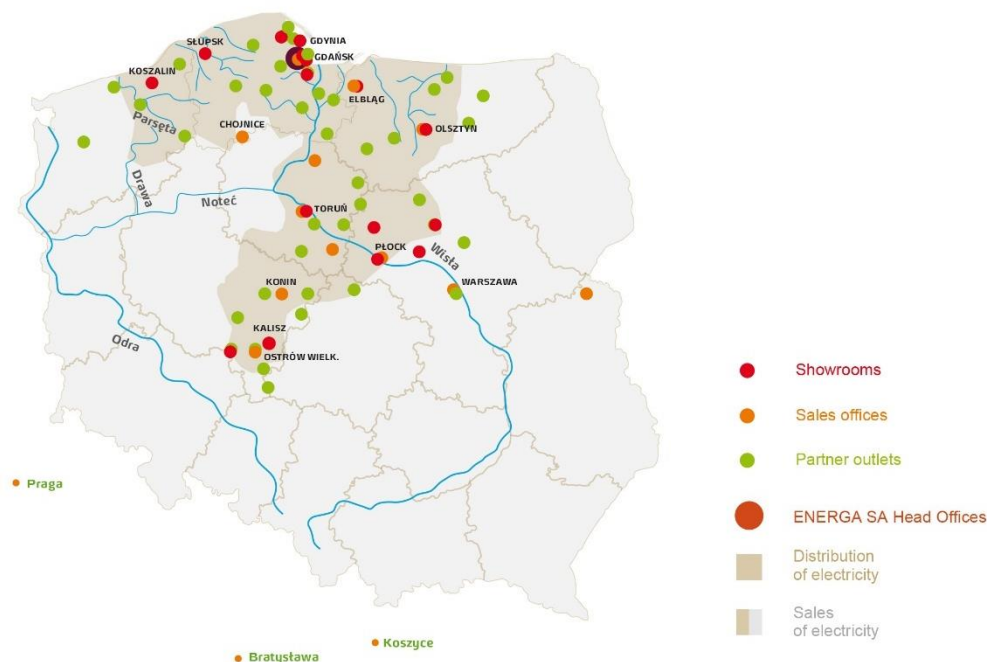 GDYNIA
SŁUPSK
GDAŃSK
KOSZALIN
ELBLĄG
Parsęta
CHOJNICE
OLSZTYN
Drawa
Noteć
TORUŃ
PŁOCK
Wisła
KONIN
WARSZAWA
KALISZ
Odra
OSTRÓW WIELK.
Showrooms
Sales offices
Partner outlets
Praga
ENERGA SA Head Offices
Distribution
of electricity
Sales
of electricity
Koszyce
Bratysława